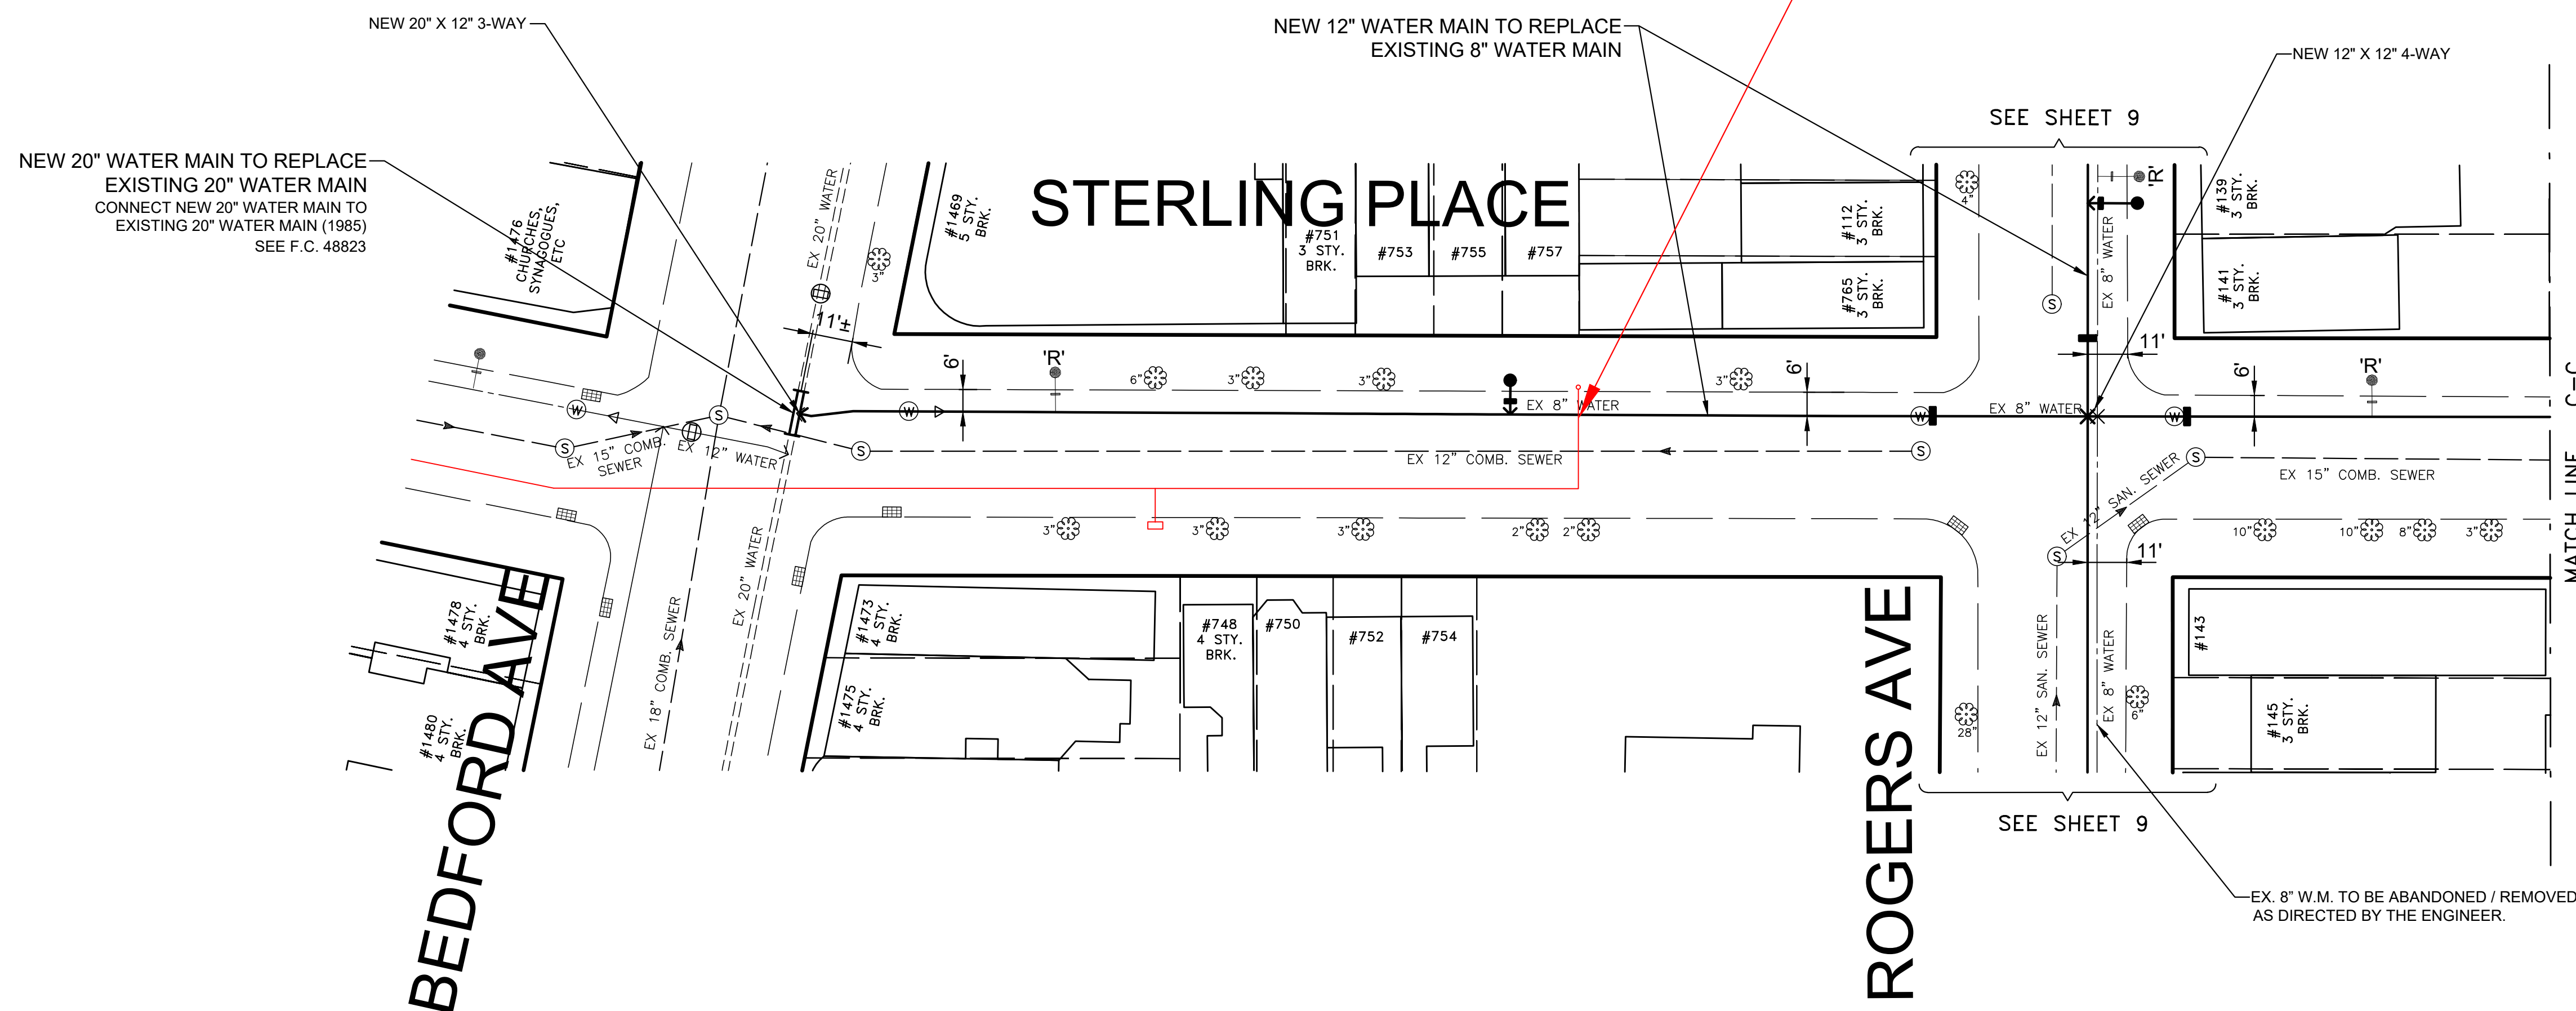 NEW 20" X 12" 3-WAY
NEW 12" WATER MAIN TO REPLACE
EXISTING 8" WATER MAIN
NEW 12" X 12" 4-WAY
SEE SHEET 9
NEW 20" WATER MAIN TO REPLACE
EXISTING 20" WATER MAIN
CONNECT NEW 20" WATER MAIN TO
EXISTING 20" WATER MAIN (1985)
SEE F.C. 48823
#1476
CHURCHES,
SYNAGOGUES,
ETC
EX 20" WATER
3"
#1469
5 STY.
BRK.
STERLING PLACE
#751
3 STY.
BRK.
#753
#755
#757
#112
3 STY.
BRK.
#765
3 STY.
BRK.
4"
'R'
EX 8" WATER
#139
3 STY.
BRK.
#141
3 STY.
BRK.
11'±
6'
'R'
6"
3"
3"
3"
6'
11'
6'
'R'
W
W
EX 8" WATER
W
EX 8" WATER
W
S
S
S
S
S
S
S
S
EX 15" COMB.
SEWER
EX 12" WATER
EX 12" COMB. SEWER
EX 12" SAN. SEWER
EX 15" COMB. SEWER
MATCH LINE C-C
3"
3"
3"
2"
2"
10"
10"
8"
3"
11'
EX 18" COMB. SEWER
EX 20" WATER
#1478
4 STY.
BRK.
#1480
4 STY.
BRK.
BEDFORD AVE
#1473
4 STY.
BRK.
#1475
4 STY.
BRK.
#748
4 STY.
BRK.
#750
#752
#754
ROGERS AVE
28"
EX 12" SAN. SEWER
EX 8" WATER
6"
#143
#145
3 STY.
BRK.
SEE SHEET 9
EX. 8" W.M. TO BE ABANDONED / REMOVED
AS DIRECTED BY THE ENGINEER.